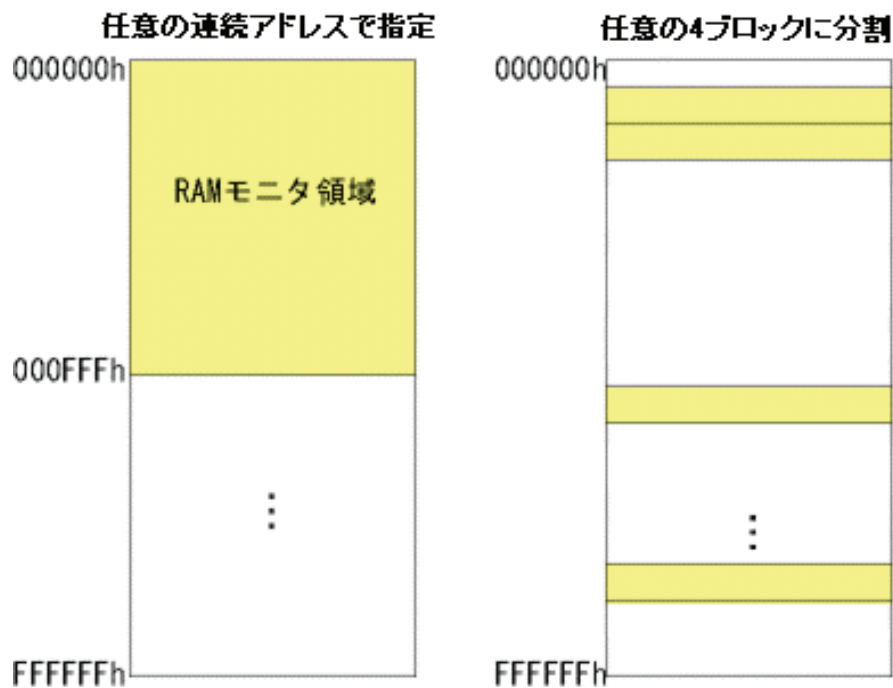 任意の連続アドレスで指定
000000h
RAMモニタ領域
000FFFh
⋮
FFFFFFh
任意の4ブロックに分割
000000h
⋮
FFFFFFh